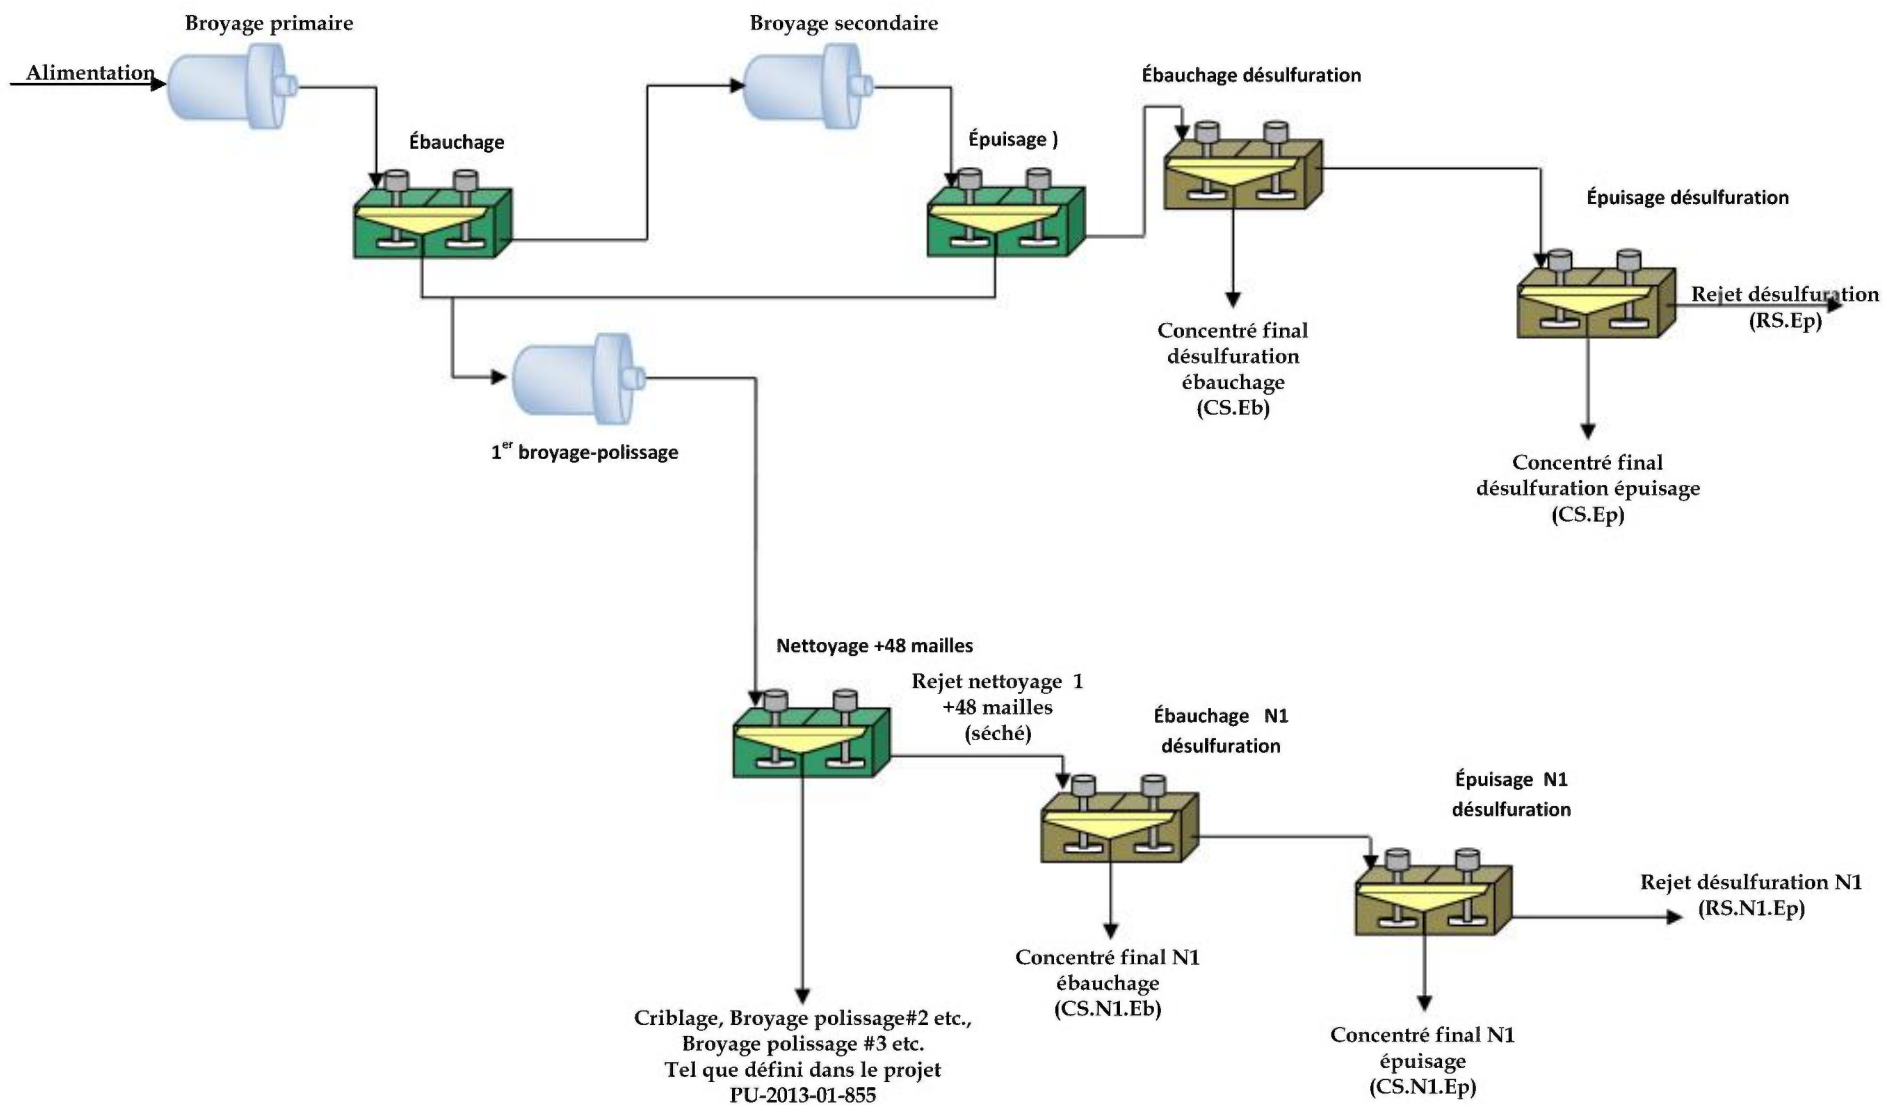 Broyage primaire
Broyage secondaire
Alimentation
Ébauchage désulfuration
Ébauchage
Épuisage )
Épuisage désulfuration
Rejet désulfuration
(RS.Ep)
Concentré final
désulfuration
ébauchage
(CS.Eb)
1er broyage-polissage
Concentré final
désulfuration épuisage
(CS.Ep)
Nettoyage +48 mailles
Rejet nettoyage 1
+48 mailles
(séché)
Ébauchage N1
désulfuration
Épuisage N1
désulfuration
Rejet désulfuration N1
(RS.N1.Ep)
Concentré final N1
ébauchage
(CS.N1.Eb)
Criblage, Broyage polissage#2 etc.,
Broyage polissage #3 etc.
Tel que défini dans le projet
PU-2013-01-855
Concentré final N1
épuisage
(CS.N1.Ep)